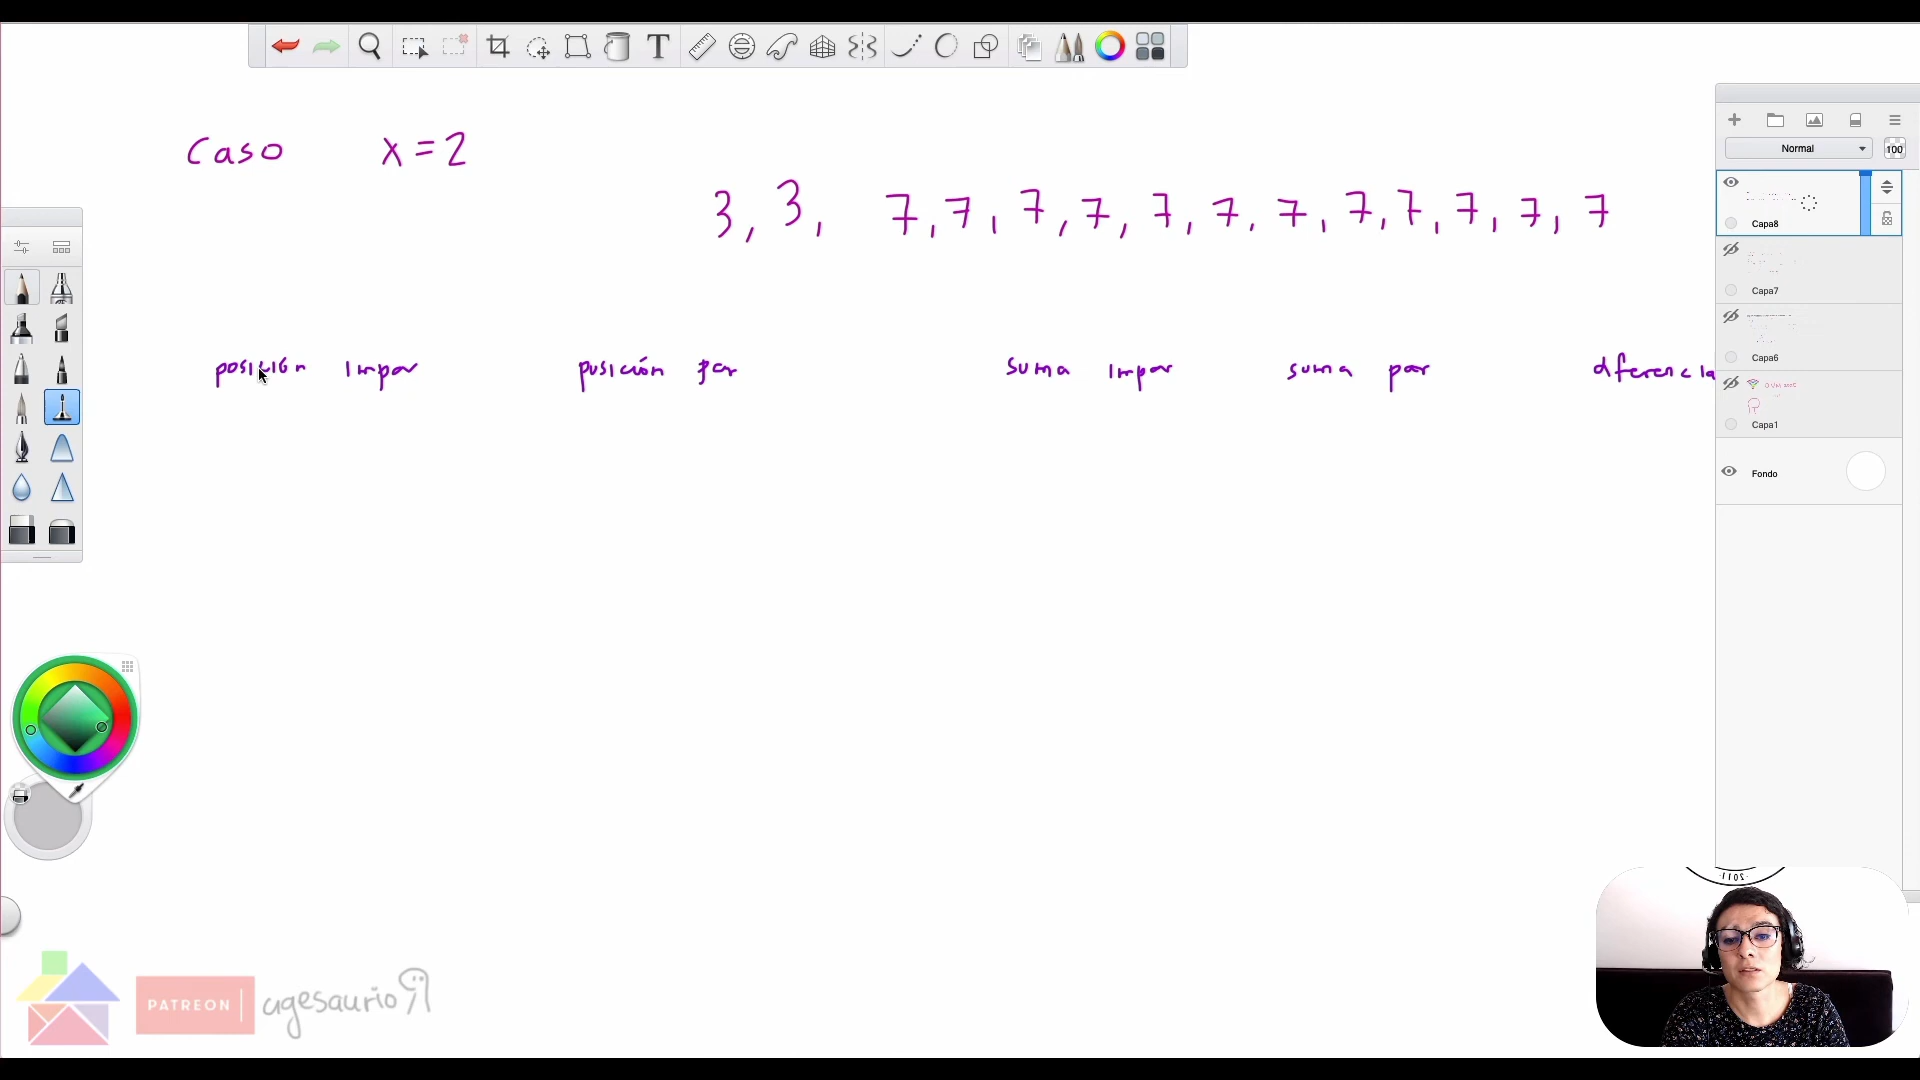 Caso x = 2
3, 3, 7, 7, 7, 7, 7, 7, 7, 7, 7, 7, 7, 7
posición impar posición par suma impar suma par diferencia
Normal
100
Capa8
Capa7
Capa6
Capa1
Fondo
2011
PATREON | agesaurio